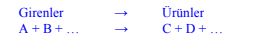 Girenler → Ürünler
A + B + … → C + D + …